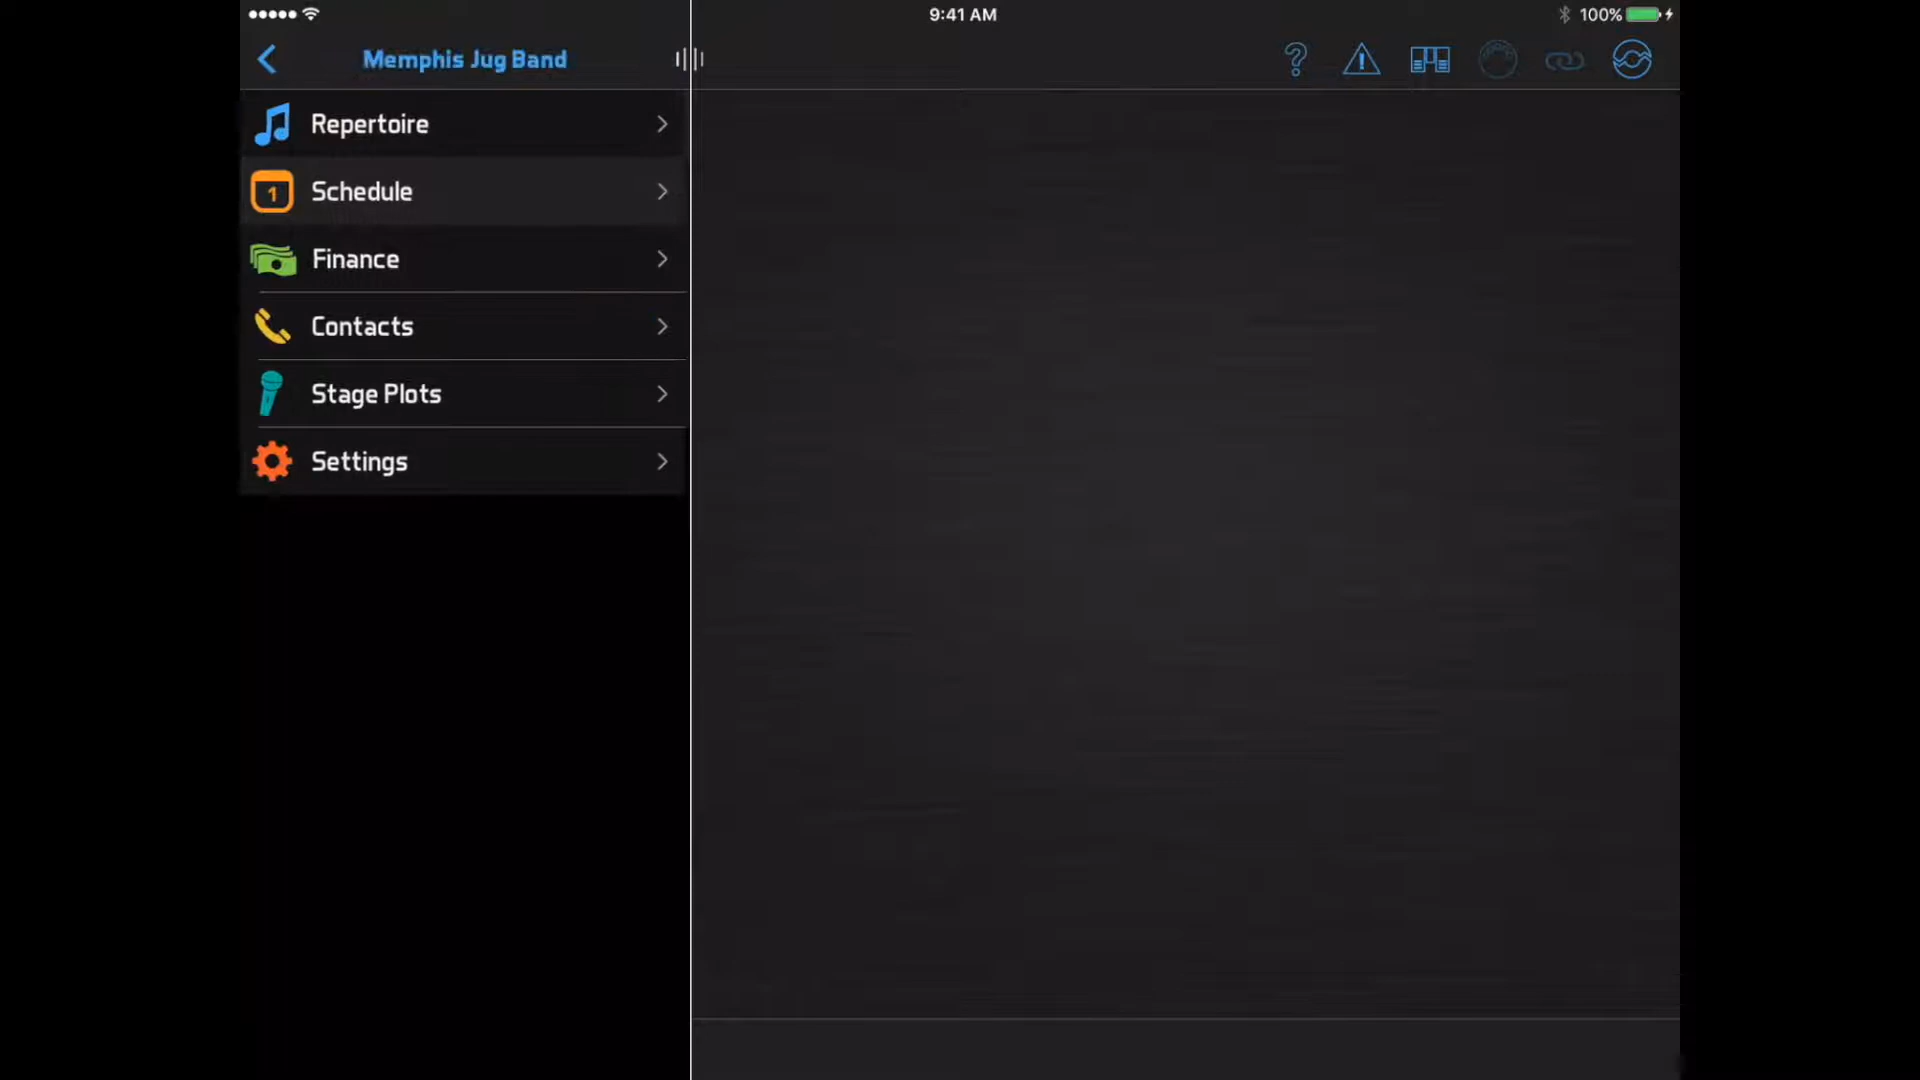 9:41 AM
100%
Memphis Jug Band
Repertoire
1
Schedule
Finance
Contacts
Stage Plots
Settings